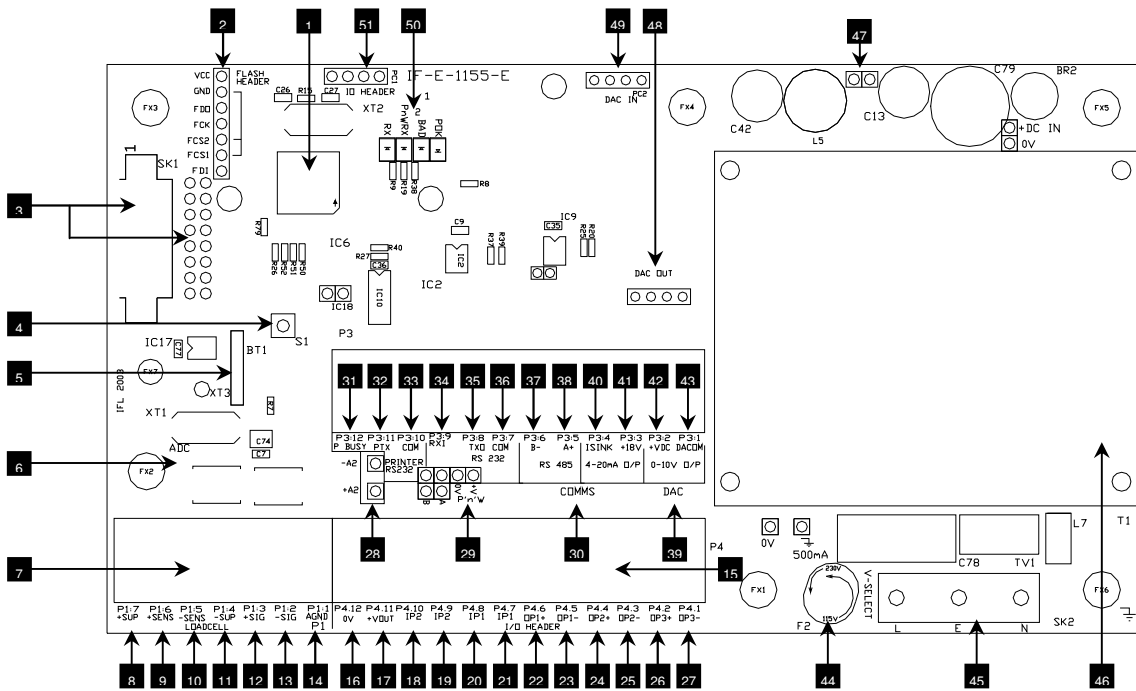 2 1 51 50 49 48 47
VCC FLASH HEADER
GND
FDO
FCK
FCS2
FCS1
FDI
PC1
IO HEADER
IF-E-1155-E
C26 R15 C27
XT2
1
2
RX PnWRX BAD POK
R9 R19 R38
R8
DAC IN PC2
C79 BR2
C42 L5 C13
+DC IN
0V
FX3 FX4 FX5
1
SK1
3
R79
R26 R52 R51 R50
IC6
R40
R27
C36
IC10
IC18
C9
IC2
IC2
R37 R39
IC9
C35
R25 R20
DAC OUT
4
S1
P3
IC17
C77
BT1
5
FX7
IFL 2003
XT3
XT1
R7
ADC
C74
C7
6
FX2
31 32 33 34 35 36 37 38 40 41 42 43
P3:12 P3:11 P3:10 P3:9 P3:8 P3:7 P3:6 P3:5 P3:4 P3:3 P3:2 P3:1
P BUSY PTX COM RXI TXO COM B- A+ ISINK +18V +VDC DACOM
-A2 PRINTER RS232 RS 232 RS 485 4-20mA O/P 0-10V O/P
+A2
B A 0V +V
P'n'W
COMMS DAC
28 29 30 39
7
15
P4
0V
500mA
C78 TV1 L7
T1
FX1 FX6
230V
115V
V-SELECT
F2
L E N
SK2
P1:7 P1:6 P1:5 P1:4 P1:3 P1:2 P1:1 P4.12 P4.11 P4.10 P4.9 P4.8 P4.7 P4.6 P4.5 P4.4 P4.3 P4.2 P4.1
+SUP +SENS -SENS -SUP +SIG -SIG AGND 0V +VOUT IP2 IP2 IP1 IP1 OP1+ OP1- OP2+ OP2- OP3+ OP3-
LOADCELL P1 I/O HEADER
8 9 10 11 12 13 14 16 17 18 19 20 21 22 23 24 25 26 27 44 45 46